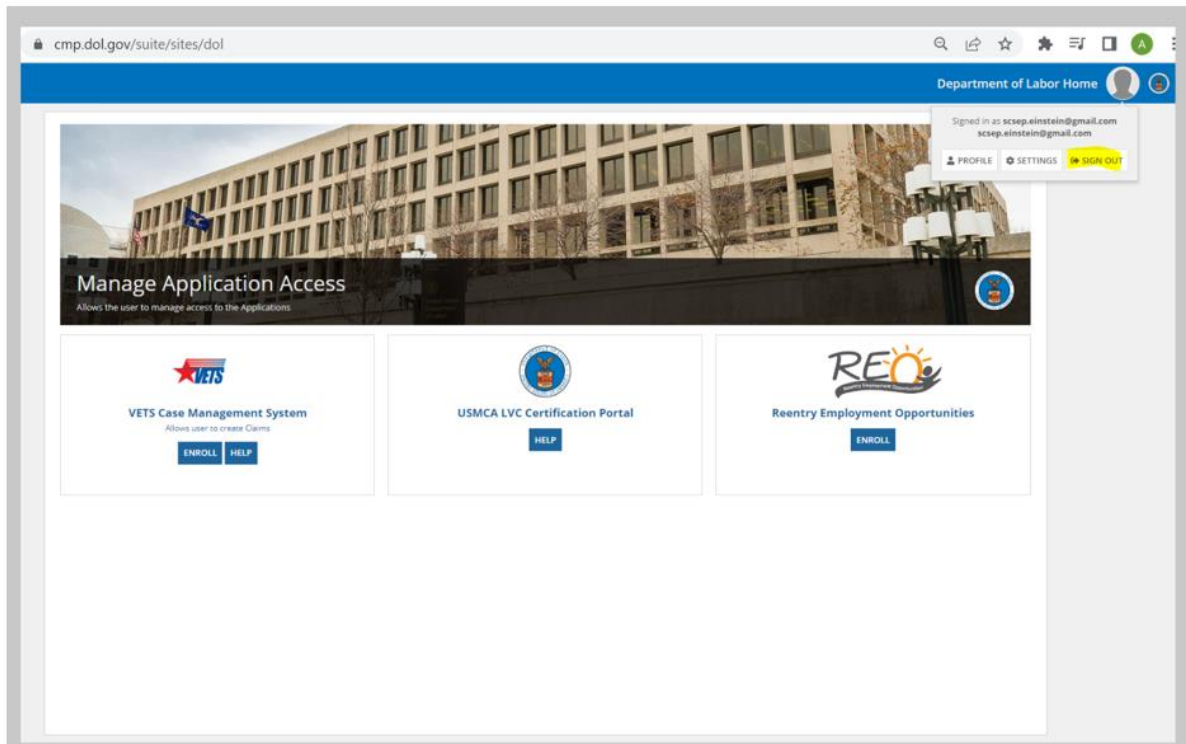 cmp.dol.gov/suite/sites/dol
A
Department of Labor Home
Signed in as scsep.einstein@gmail.com
scsep.einstein@gmail.com
PROFILE SETTINGS SIGN OUT
Manage Application Access
Allows the user to manage access to the Applications
VETS
VETS Case Management System
Allows user to create Claims
ENROLL HELP
USMCA LVC Certification Portal
HELP
REO
Reentry Employment Opportunities
Reentry Employment Opportunities
ENROLL